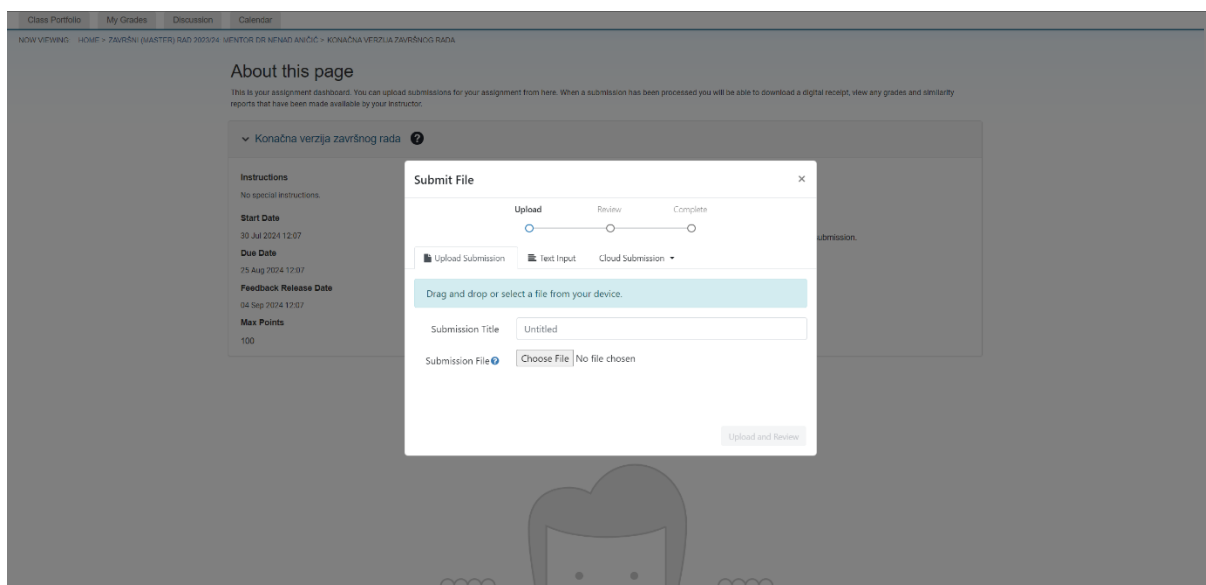 Class Portfolio My Grades Discussion Calendar
NOW VIEWING: HOME > ZAVRŠNI (MASTER) RAD 2023/24: MENTOR DR NENAD ANIČIĆ > KONAČNA VERZIJA ZAVRŠNOG RADA
About this page
This is your assignment dashboard. You can upload submissions for your assignment from here. When a submission has been processed you will be able to download a digital receipt, view any grades and similarity
reports that have been made available by your instructor.
Konačna verzija završnog rada ?
Instructions
No special instructions.
Start Date
30 Jul 2024 12:07
Due Date
25 Aug 2024 12:07
Feedback Release Date
04 Sep 2024 12:07
Max Points
100
ubmission.
Submit File ×
Upload Review Complete
Upload Submission Text Input Cloud Submission
Drag and drop or select a file from your device.
Submission Title Untitled
Submission File ? Choose File No file chosen
Upload and Review